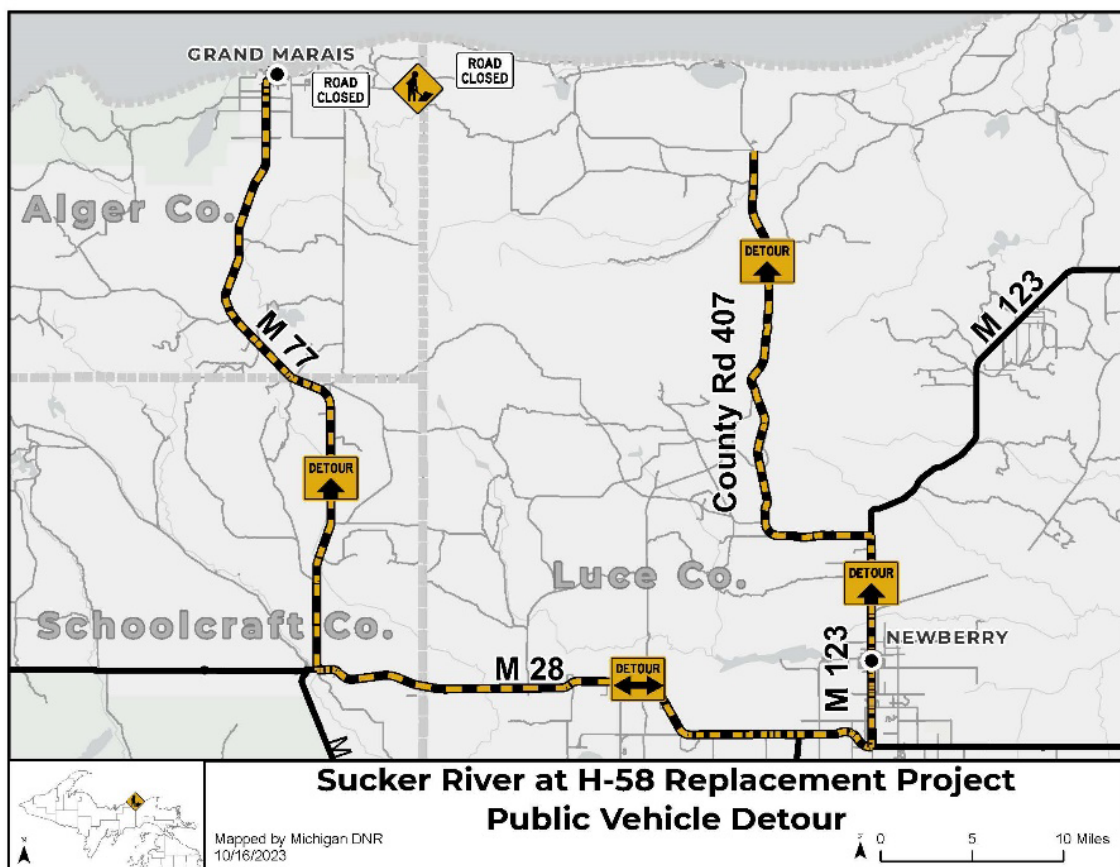 GRAND MARAIS
ROAD
CLOSED
ROAD
CLOSED
Alger Co.
M 77
DETOUR
DETOUR
County Rd 407
M 123
DETOUR
Luce Co.
Schoolcraft Co.
M 28
DETOUR
M 123
NEWBERRY
M
Sucker River at H-58 Replacement Project
Public Vehicle Detour
N
Mapped by Michigan DNR
10/16/2023
N
0 5 10 Miles